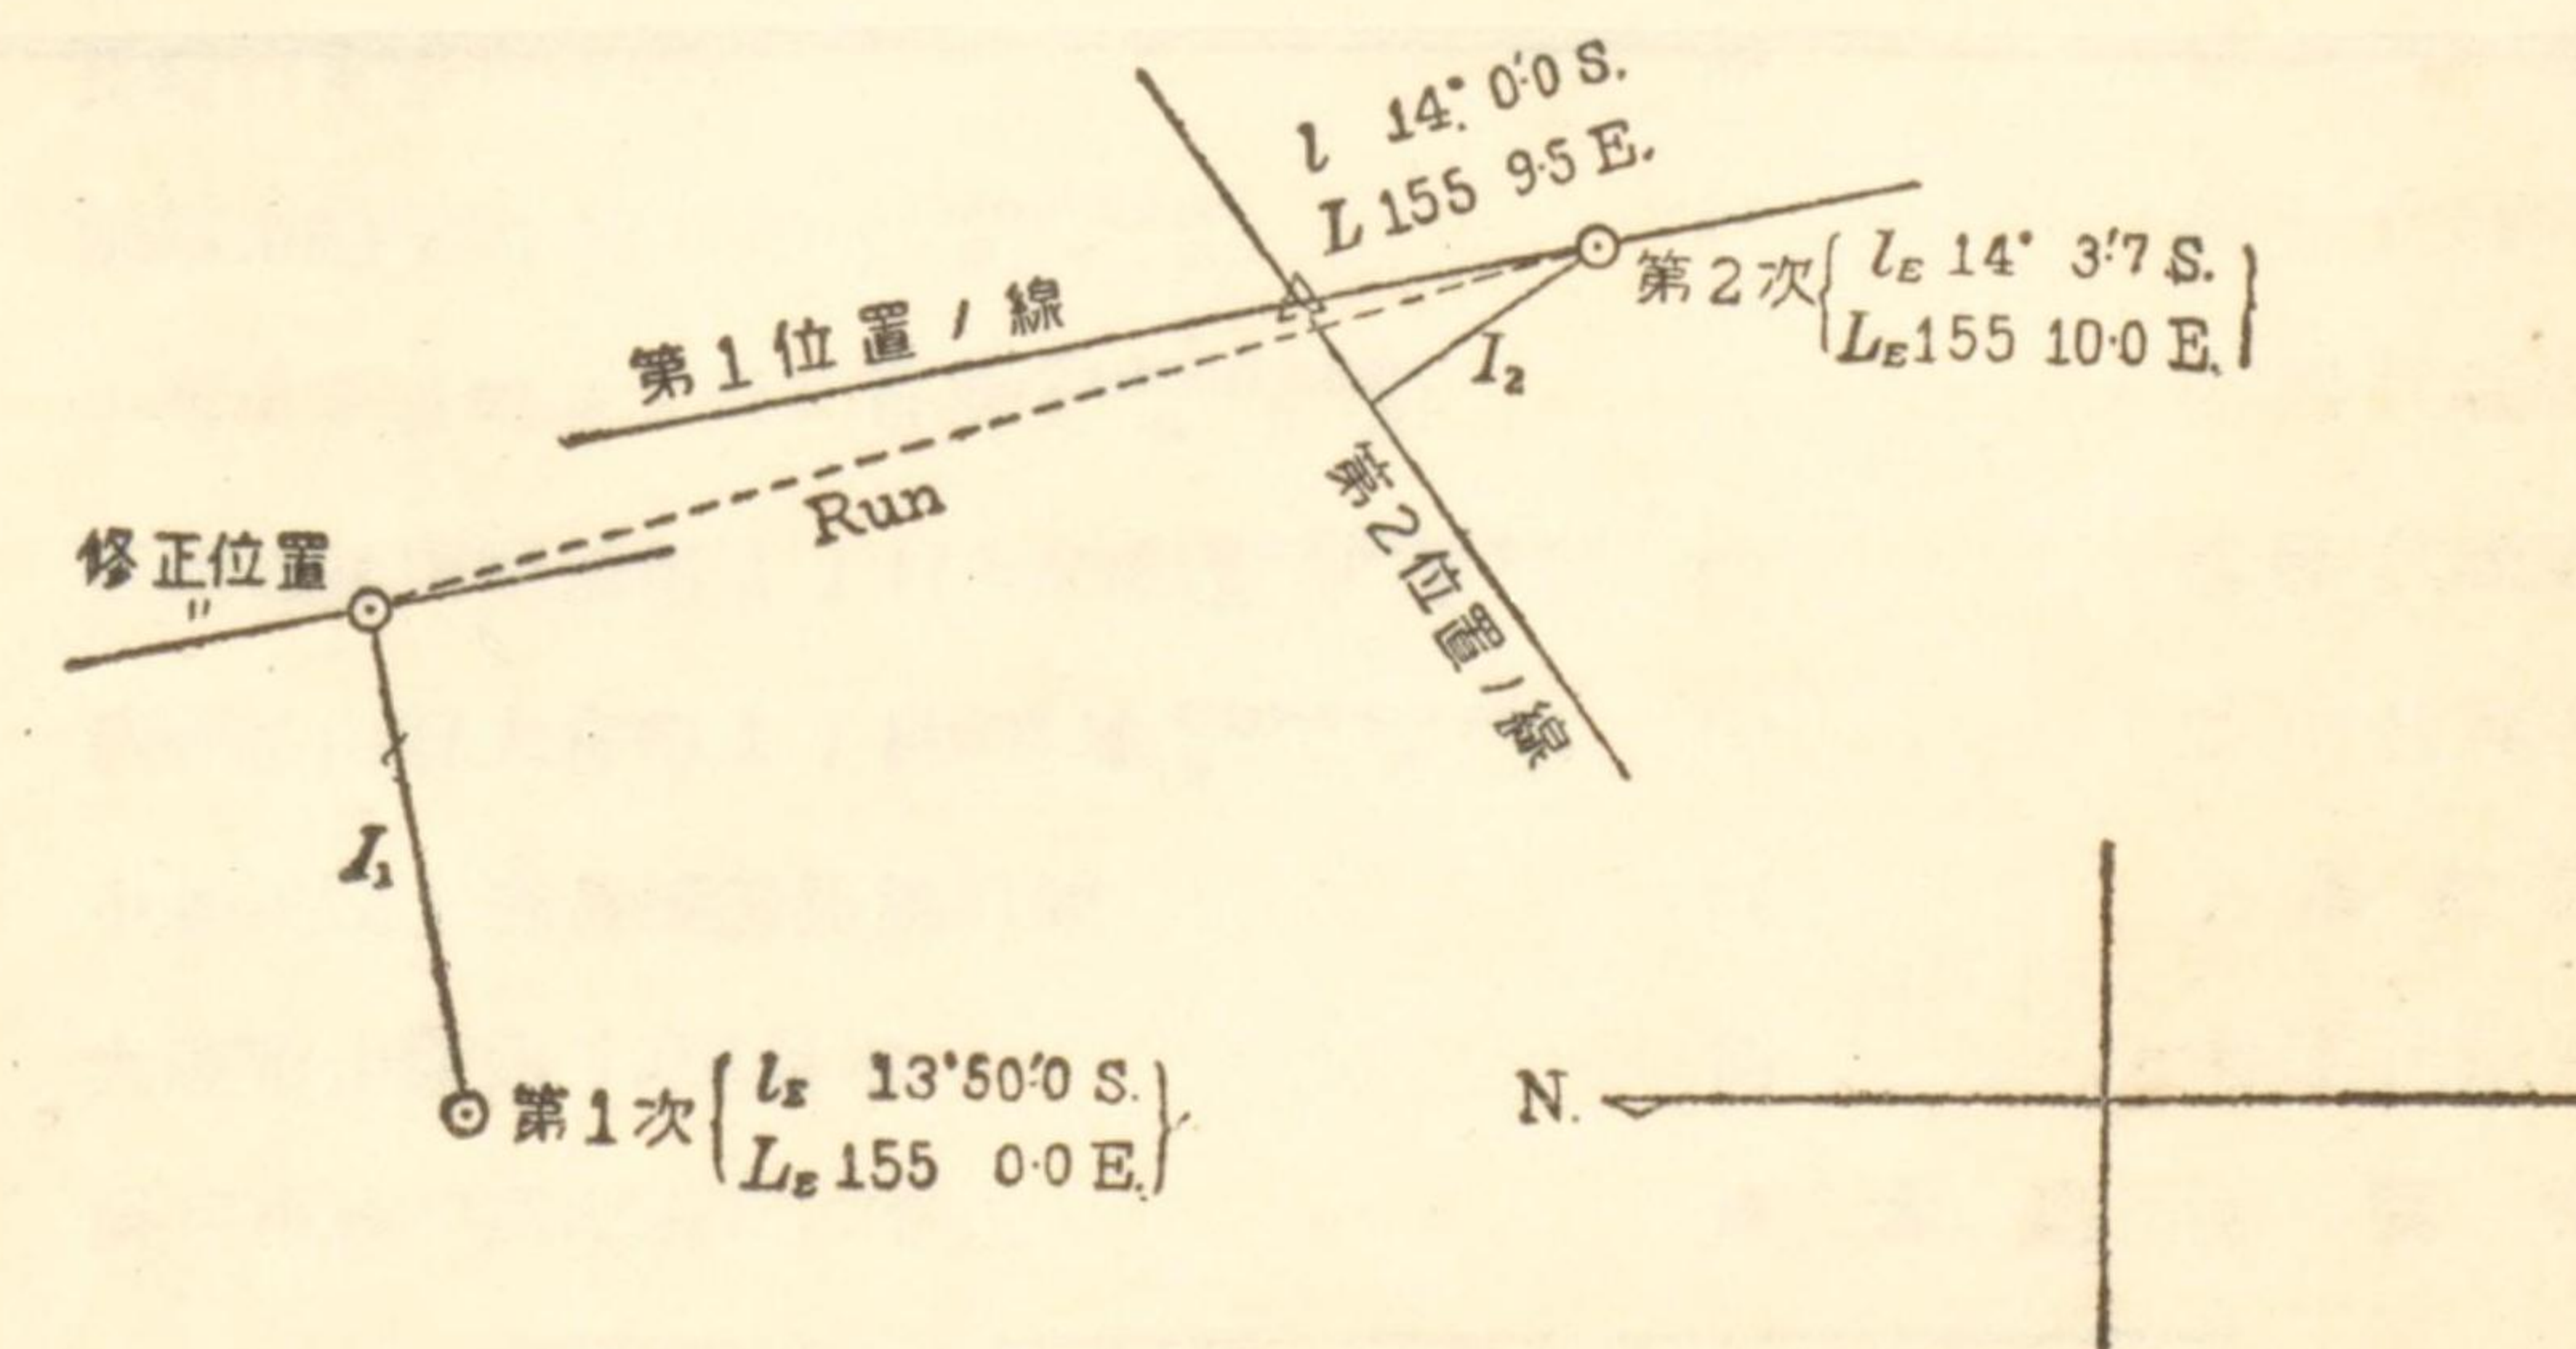 l 14° 0′·0 S.
L 155 9·5 E.
第2次 { lE 14° 3′·7 S.
LE 155 10·0 E. }
第1位置ノ線
I2
Run
第2位置ノ線
修正位置
〃
I1
第1次 { lE 13° 50′·0 S.
LE 155 0·0 E. }
N.